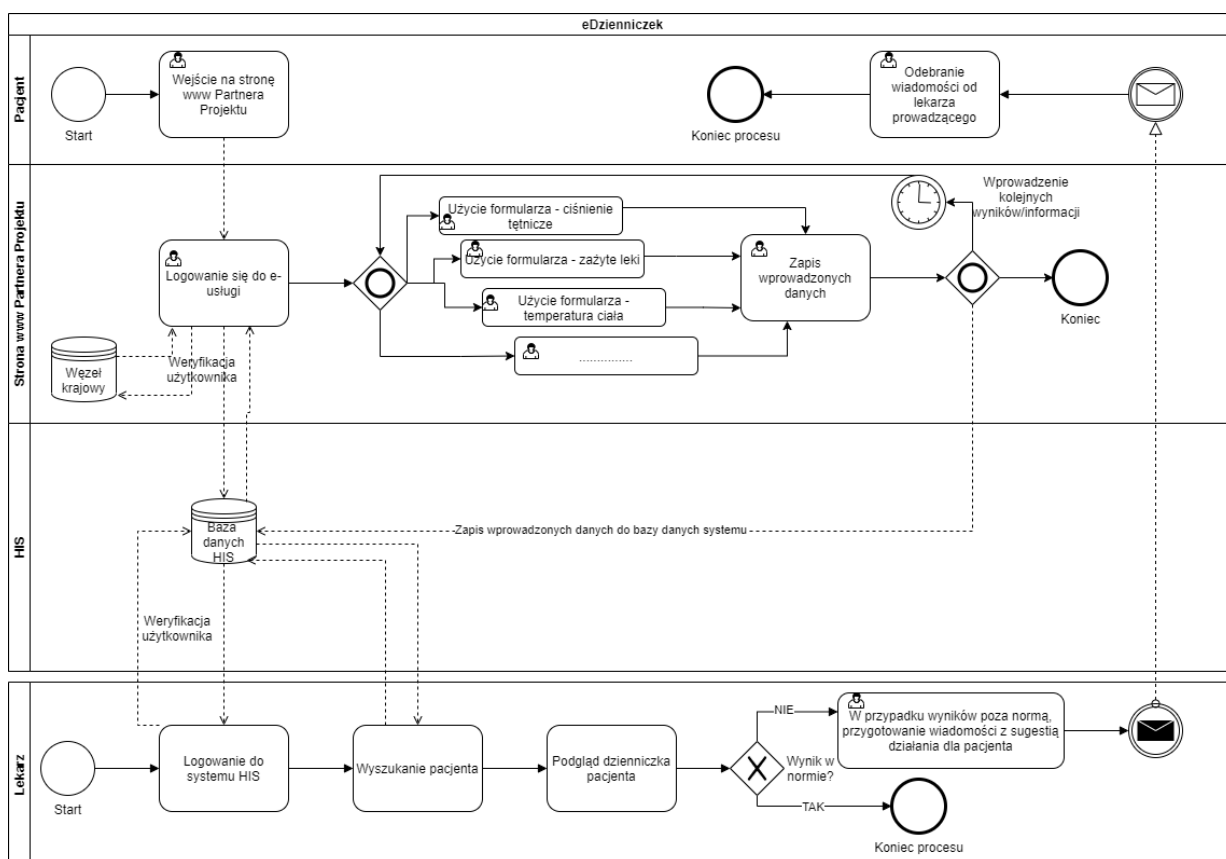 eDzienniczek
Pacjent
Start
Wejście na stronę
www Partnera
Projektu
Koniec procesu
Odebranie
wiadomości od
lekarza
prowadzącego
Strona www Partnera Projektu
Logowanie się do e-
usługi
Węzeł
krajowy
Weryfikacja
użytkownika
Użycie formularza - ciśnienie
tętnicze
Użycie formularza - zażyte leki
Użycie formularza -
temperatura ciała
...............
Zapis
wprowadzonych
danych
Wprowadzenie
kolejnych
wyników/informacji
Koniec
HIS
Baza
danych
HIS
Zapis wprowadzonych danych do bazy danych systemu
Weryfikacja
użytkownika
Lekarz
Start
Logowanie do
systemu HIS
Wyszukanie pacjenta
Podgląd dzienniczka
pacjenta
Wynik w
normie?
NIE
W przypadku wyników poza normą,
przygotowanie wiadomości z sugestią
działania dla pacjenta
TAK
Koniec procesu